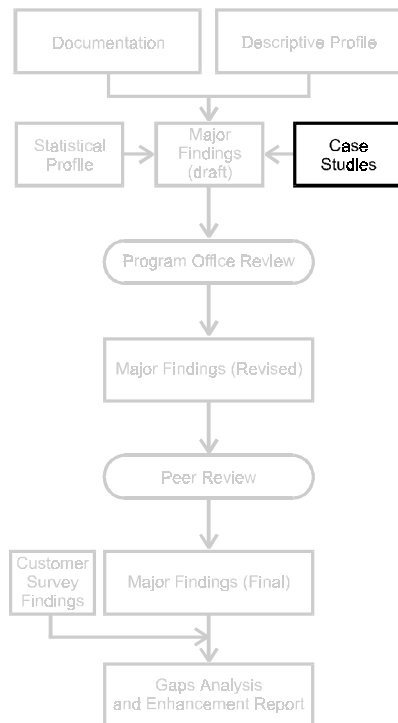 Documentation
Descriptive Profile
Statistical
Profile
Major
Findings
(draft)
Case
Studies
Program Office Review
Major Findings (Revised)
Peer Review
Customer
Survey
Findings
Major Findings (Final)
Gaps Analysis
and Enhancement Report